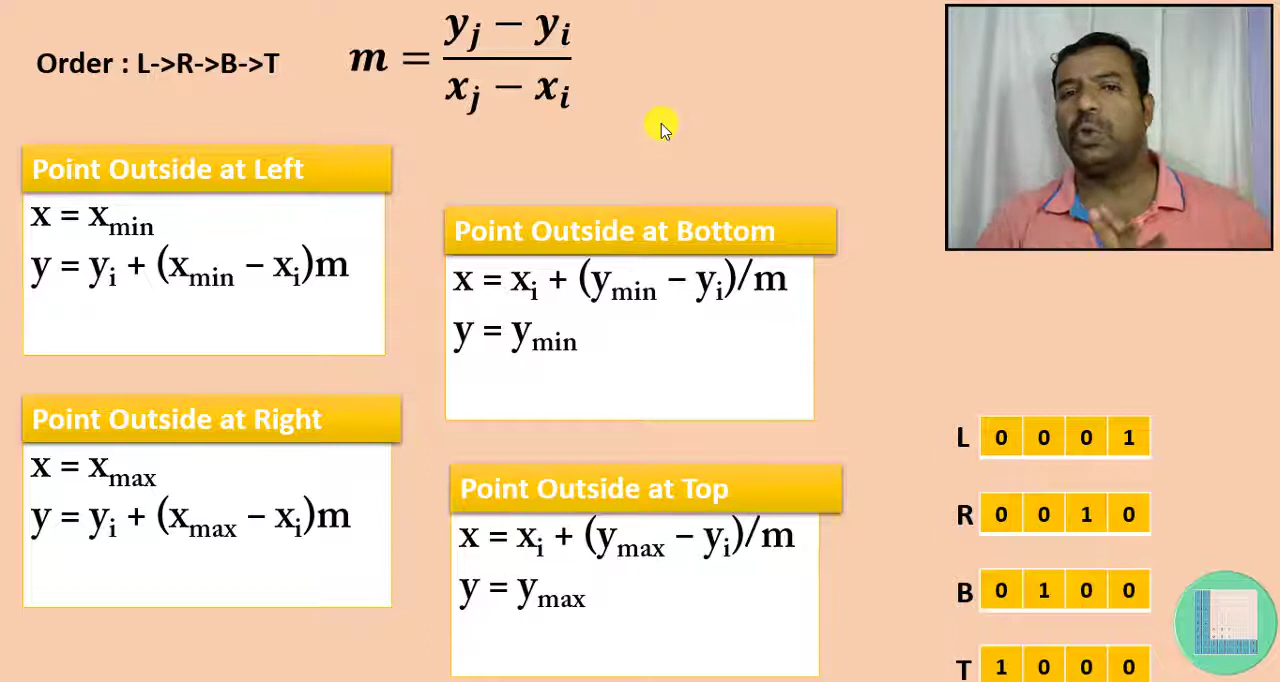 Order : L->R->B->T
m = (yj − yi) / (xj − xi)
Point Outside at Left
x = xmin
y = yi + (xmin − xi)m
Point Outside at Right
x = xmax
y = yi + (xmax − xi)m
Point Outside at Bottom
x = xi + (ymin − yi)/m
y = ymin
Point Outside at Top
x = xi + (ymax − yi)/m
y = ymax
L 0 0 0 1
R 0 0 1 0
B 0 1 0 0
T 1 0 0 0